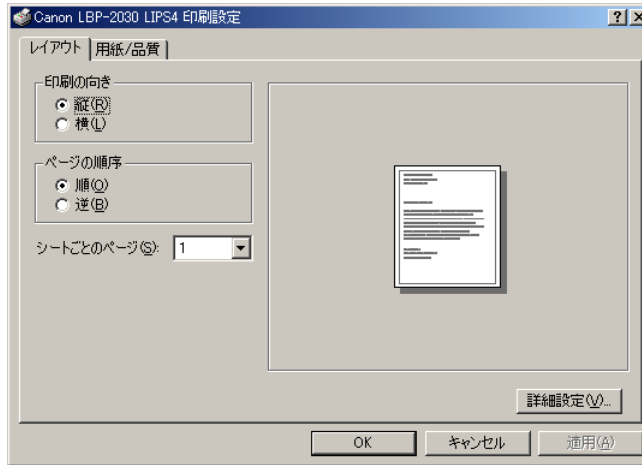 Canon LBP-2030 LIPS4 印刷設定
レイアウト 用紙/品質
印刷の向き
縦(R)
横(L)
ページの順序
順(O)
逆(B)
シートごとのページ(S): 1
詳細設定(V)...
OK キャンセル 適用(A)